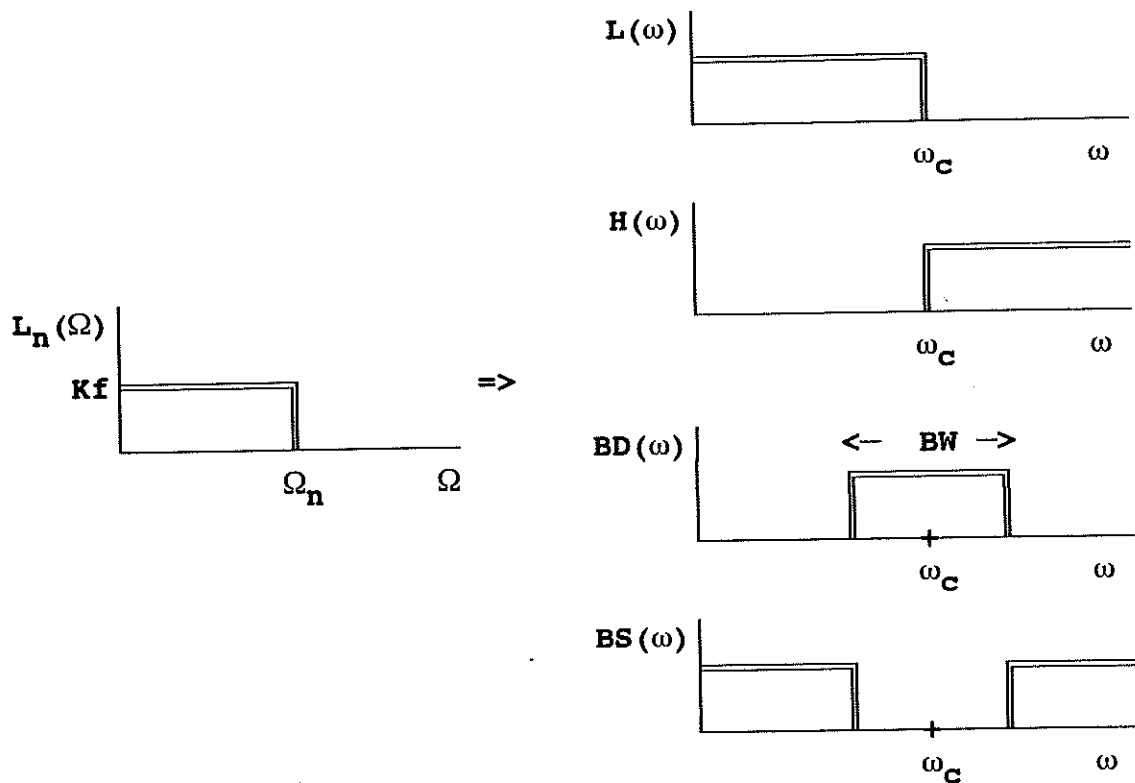 L(ω)
ωc
ω
H(ω)
ωc
ω
Ln(Ω)
Kf
Ωn
Ω
=>
BD(ω)
<— BW —>
ωc
ω
BS(ω)
ωc
ω